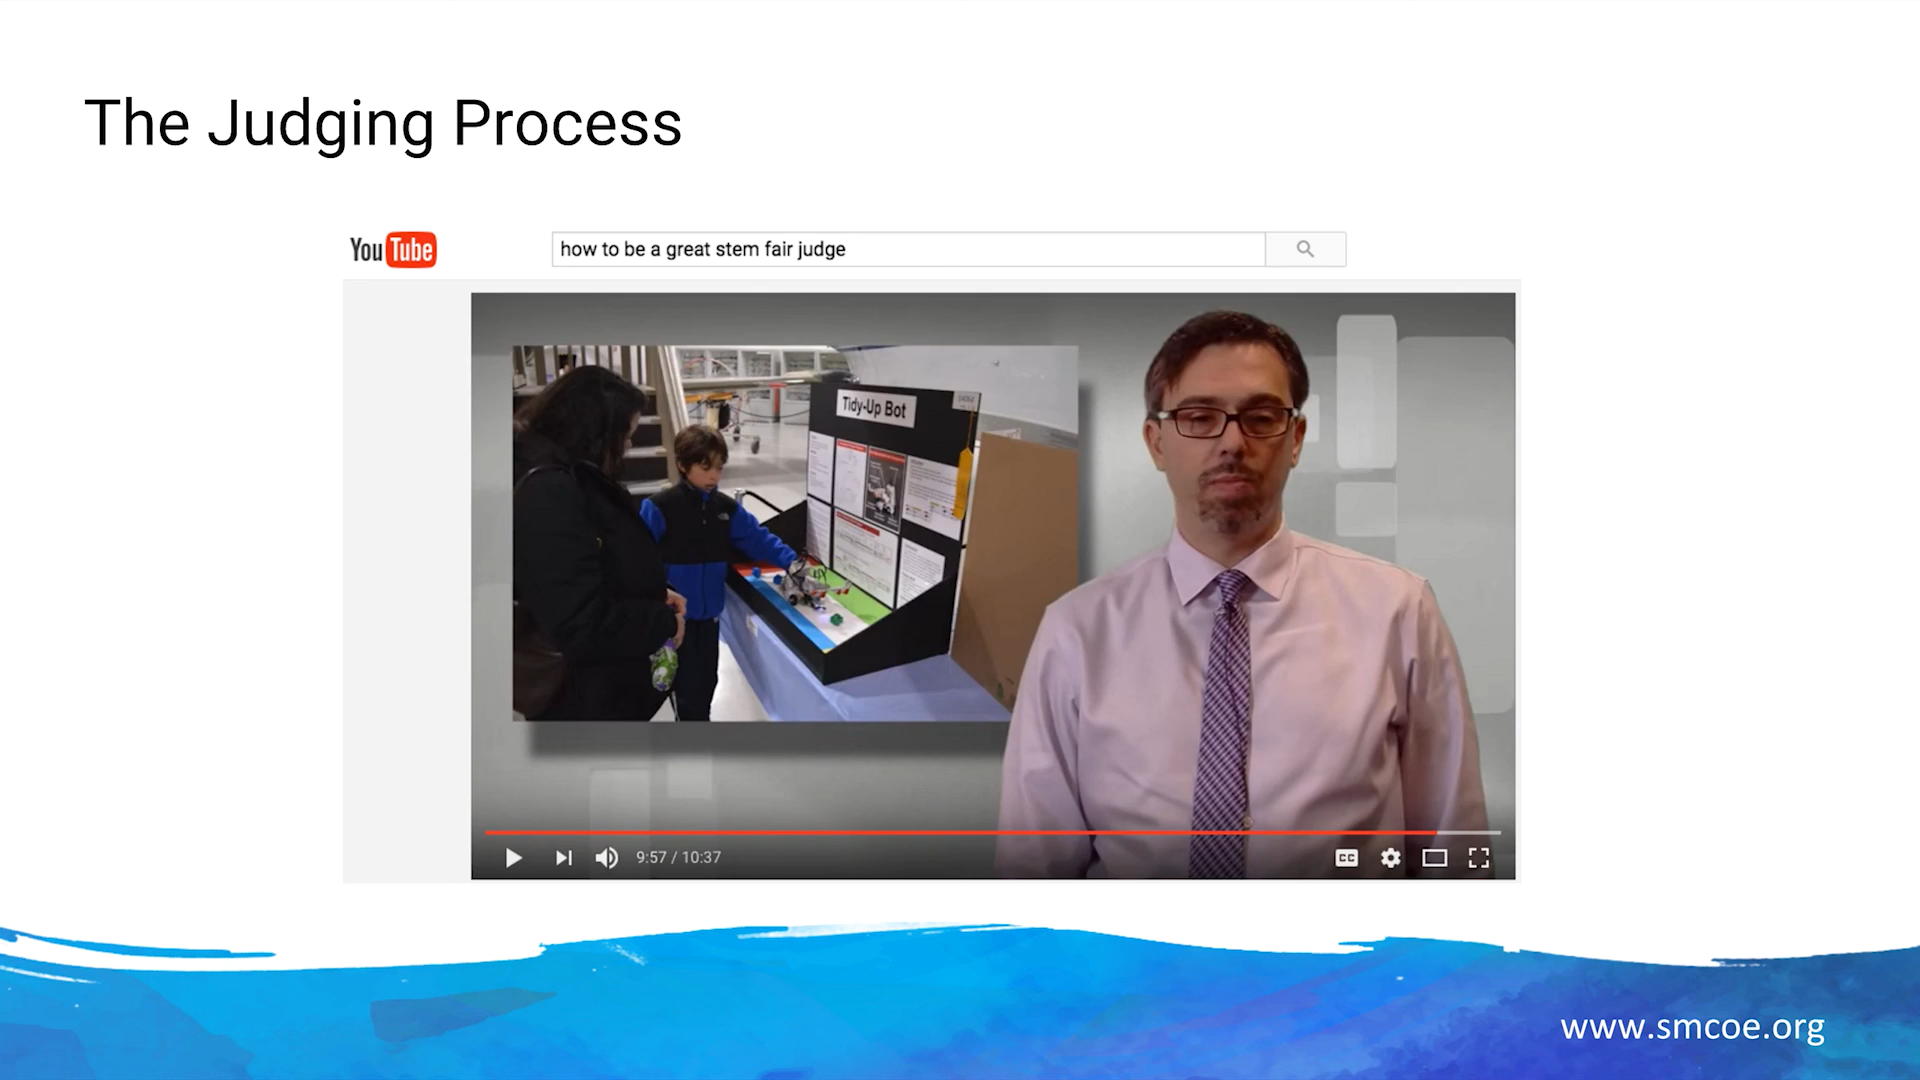 The Judging Process
YouTube
how to be a great stem fair judge
Tidy-Up Bot
9:57 / 10:37
CC
www.smcoe.org